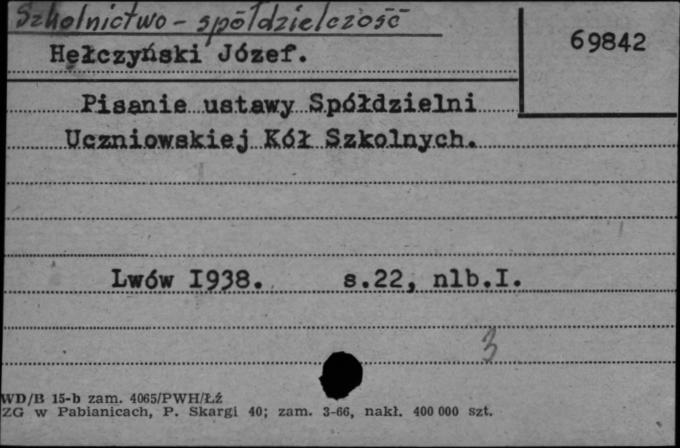 Szkolnictwo - spółdzielczość
Hełczyński Józef.
69842
Pisanie ustawy Spółdzielni
Uczniowskiej Kół Szkolnych.
Lwów I938. s.22, nlb.I.
3
WD/B 15-b zam. 4065/PWH/Łź
ZG w Pabianicach, P. Skargi 40; zam. 3-66, nakł. 400 000 szt.